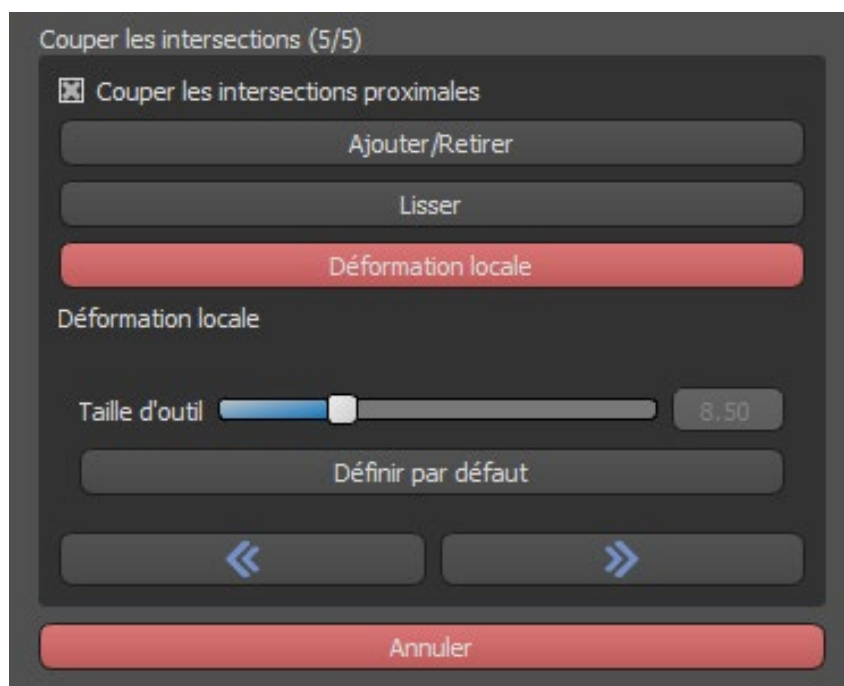 Couper les intersections (5/5)
Couper les intersections proximales
Ajouter/Retirer
Lisser
Déformation locale
Déformation locale
Taille d'outil 8.50
Définir par défaut
Annuler